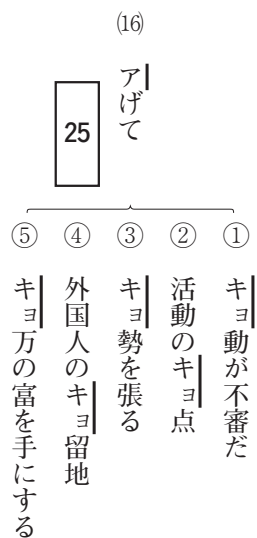 ⒃
アげて
25
① キョ動が不審だ
② 活動のキョ点
③ キョ勢を張る
④ 外国人のキョ留地
⑤ キョ万の富を手にする